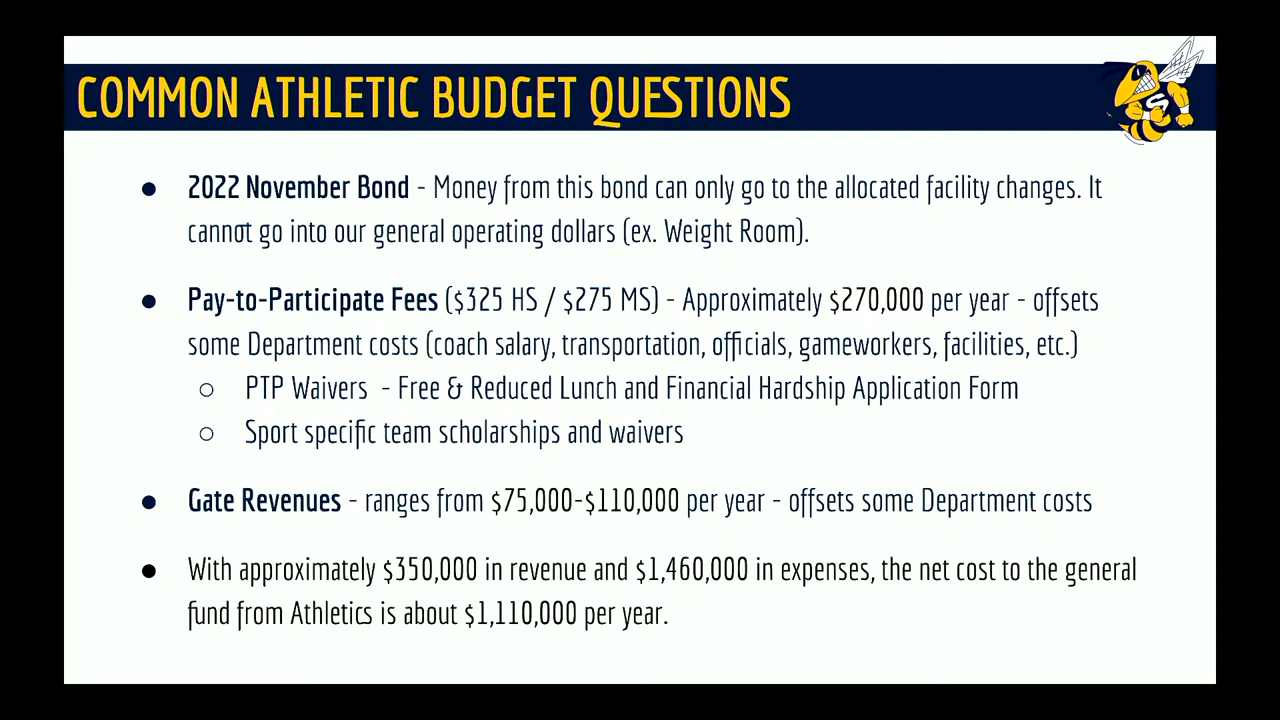 COMMON ATHLETIC BUDGET QUESTIONS
● 2022 November Bond - Money from this bond can only go to the allocated facility changes. It
cannot go into our general operating dollars (ex. Weight Room).
● Pay-to-Participate Fees ($325 HS / $275 MS) - Approximately $270,000 per year - offsets
some Department costs (coach salary, transportation, officials, gameworkers, facilities, etc.)
○ PTP Waivers - Free & Reduced Lunch and Financial Hardship Application Form
○ Sport specific team scholarships and waivers
● Gate Revenues - ranges from $75,000-$110,000 per year - offsets some Department costs
● With approximately $350,000 in revenue and $1,460,000 in expenses, the net cost to the general
fund from Athletics is about $1,110,000 per year.